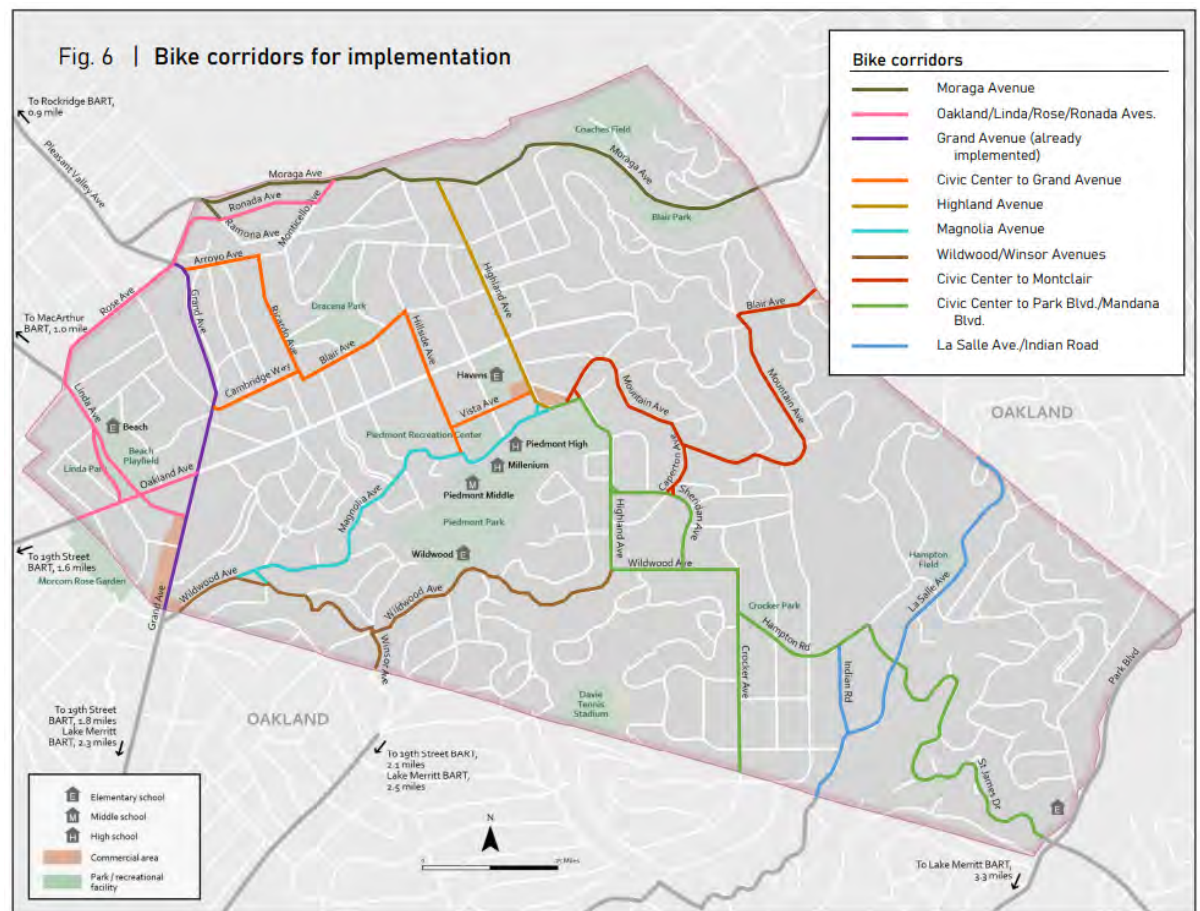 Fig. 6 | Bike corridors for implementation
Bike corridors
Moraga Avenue
Oakland/Linda/Rose/Ronada Aves.
Grand Avenue (already
implemented)
Civic Center to Grand Avenue
Highland Avenue
Magnolia Avenue
Wildwood/Winsor Avenues
Civic Center to Montclair
Civic Center to Park Blvd./Mandana
Blvd.
La Salle Ave./Indian Road
To Rockridge BART,
0.9 mile
Pleasant Valley Ave
Coaches Field
Moraga Ave
Moraga Ave
Ronada Ave
Ramona Ave
Monticello Ave
Blair Park
Arroyo Ave
Rose Ave
Grand Ave
Highland Ave
Dracena Park
Ricardo Ave
Hillside Ave
Blair Ave
To MacArthur
BART, 1.0 mile
Blair Ave
Cambridge Way
Havens
E
Mountain Ave
Mountain Ave
Linda Ave
Vista Ave
OAKLAND
E
Beach
Beach
Playfield
Piedmont Recreation Center
H
Piedmont High
Linda Park
H
Millenium
Caperton Ave
Oakland Ave
M
Piedmont Middle
Sheridan Ave
Magnolia Ave
Piedmont Park
Highland Ave
To 19th Street
BART, 1.6 miles
Wildwood
E
Hampton
Field
Morcom Rose Garden
Wildwood Ave
Wildwood Ave
Wildwood Ave
La Salle Ave
Grand Ave
Crocker Park
Hampton Rd
Winsor Ave
Crocker Ave
Indian Rd
Park Blvd
Davie
Tennis
Stadium
To 19th Street
BART, 1.8 miles
Lake Merritt
BART, 2.3 miles
OAKLAND
To 19th Street BART,
2.1 miles
Lake Merritt BART,
2.5 miles
St James Dr
E
E
Elementary school
M
Middle school
H
High school
Commercial area
Park / recreational
facility
N
Miles
To Lake Merritt BART,
3.3 miles